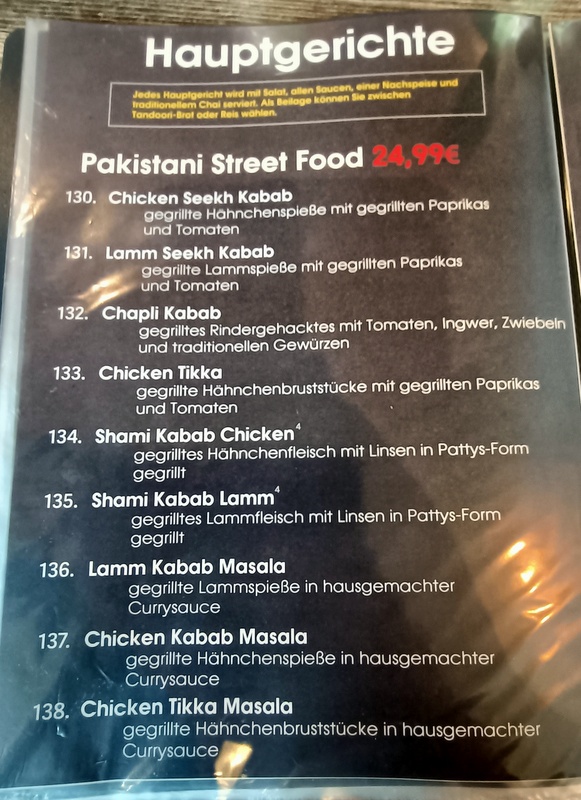 Hauptgerichte
Jedes Hauptgericht wird mit Salat, allen Saucen, einer Nachspeise und
traditionellem Chai serviert. Als Beilage können Sie zwischen
Tandoori-Brot oder Reis wählen.
Pakistani Street Food 24,99€
130. Chicken Seekh Kabab
gegrillte Hähnchenspieße mit gegrillten Paprikas
und Tomaten
131. Lamm Seekh Kabab
gegrillte Lammspieße mit gegrillten Paprikas
und Tomaten
132. Chapli Kabab
gegrilltes Rindergehacktes mit Tomaten, Ingwer, Zwiebeln
und traditionellen Gewürzen
133. Chicken Tikka
gegrillte Hähnchenbruststücke mit gegrillten Paprikas
und Tomaten
134. Shami Kabab Chicken⁴
gegrilltes Hähnchenfleisch mit Linsen in Pattys-Form
gegrillt
135. Shami Kabab Lamm⁴
gegrilltes Lammfleisch mit Linsen in Pattys-Form
gegrillt
136. Lamm Kabab Masala
gegrillte Lammspieße in hausgemachter
Currysauce
137. Chicken Kabab Masala
gegrillte Hähnchenspieße in hausgemachter
Currysauce
138. Chicken Tikka Masala
gegrillte Hähnchenbruststücke in hausgemachter
Currysauce